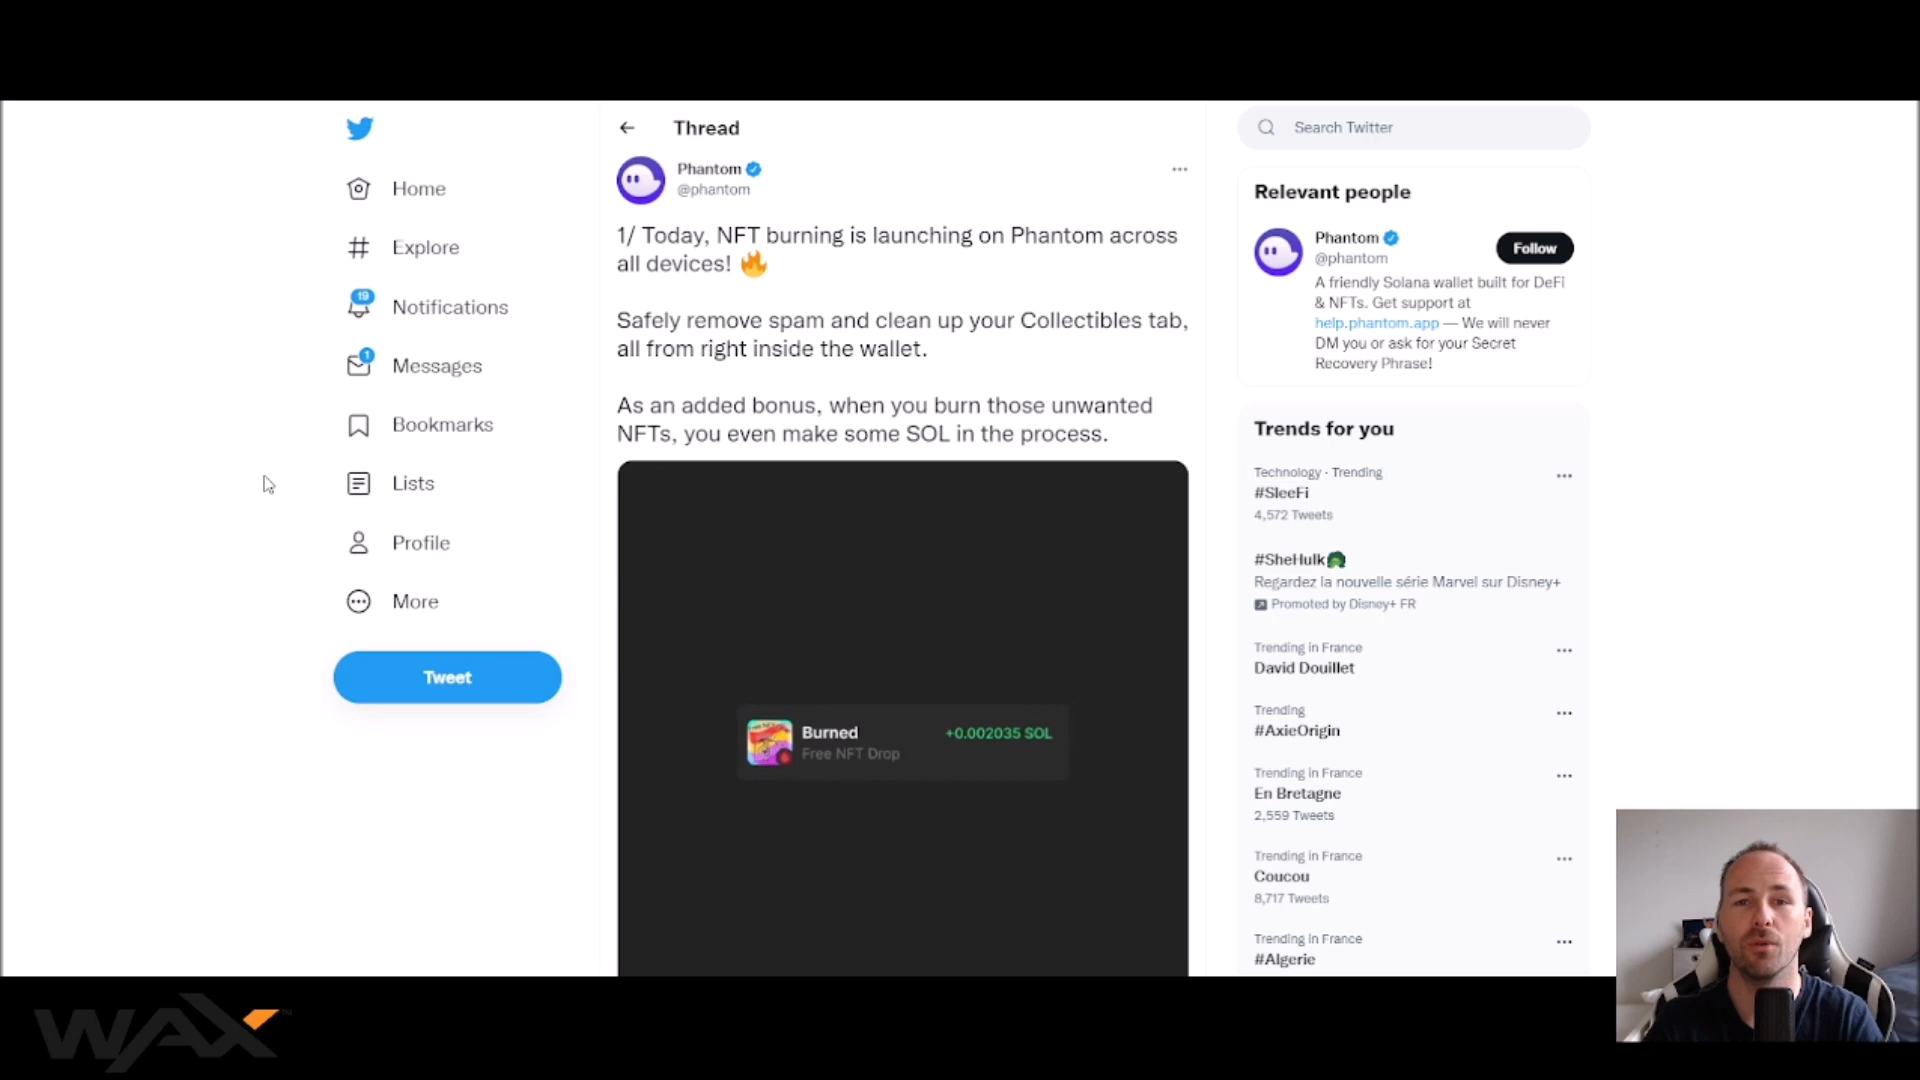 Home
Explore
19
Notifications
1
Messages
Bookmarks
Lists
Profile
More
Tweet
Thread
Phantom
@phantom
1/ Today, NFT burning is launching on Phantom across
all devices! 🔥
Safely remove spam and clean up your Collectibles tab,
all from right inside the wallet.
As an added bonus, when you burn those unwanted
NFTs, you even make some SOL in the process.
Burned
+0.002035 SOL
Free NFT Drop
Search Twitter
Relevant people
Phantom
@phantom
Follow
A friendly Solana wallet built for DeFi
& NFTs. Get support at
help.phantom.app — We will never
DM you or ask for your Secret
Recovery Phrase!
Trends for you
Technology · Trending
#SleeFi
4,572 Tweets
#SheHulk
Regardez la nouvelle série Marvel sur Disney+
Promoted by Disney+ FR
Trending in France
David Douillet
Trending
#AxieOrigin
Trending in France
En Bretagne
2,559 Tweets
Trending in France
Coucou
8,717 Tweets
Trending in France
#Algerie
WAX